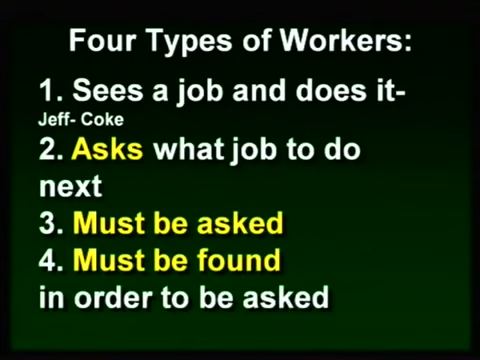 Four Types of Workers:
1. Sees a job and does it-
Jeff- Coke
2. Asks what job to do
next
3. Must be asked
4. Must be found
in order to be asked